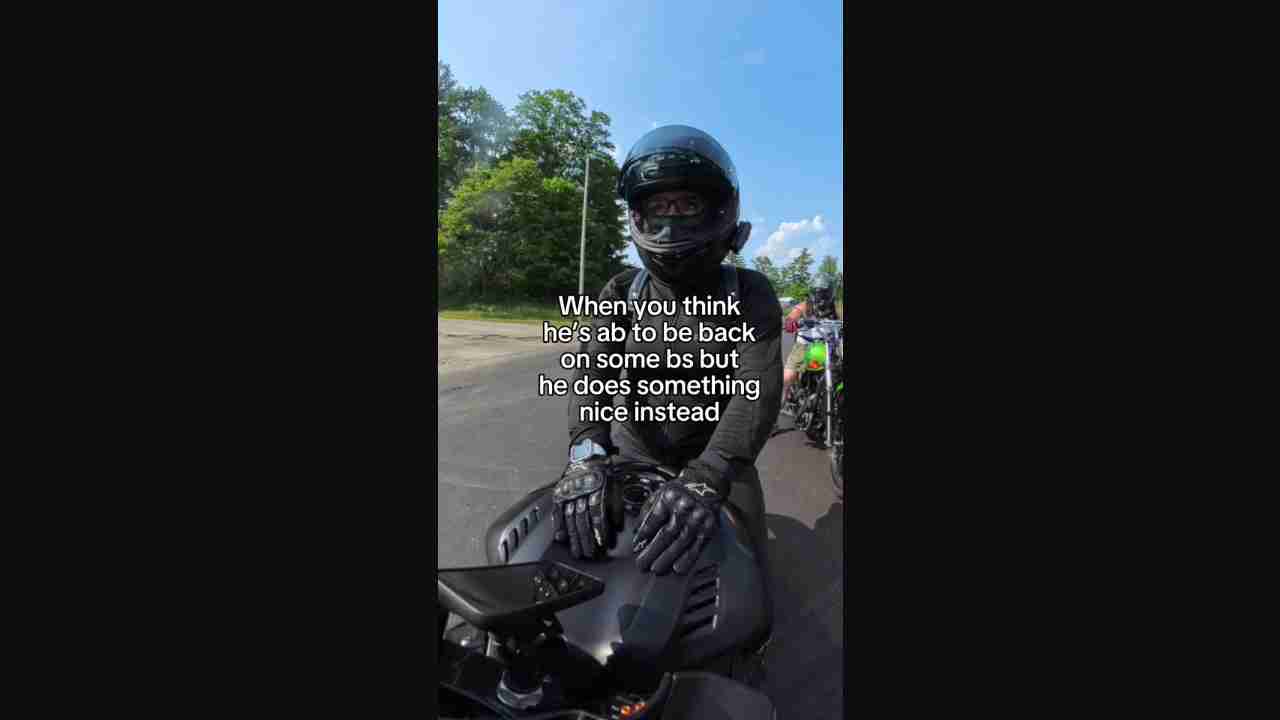 When you think
he's ab to be back
on some bs but
he does something
nice instead